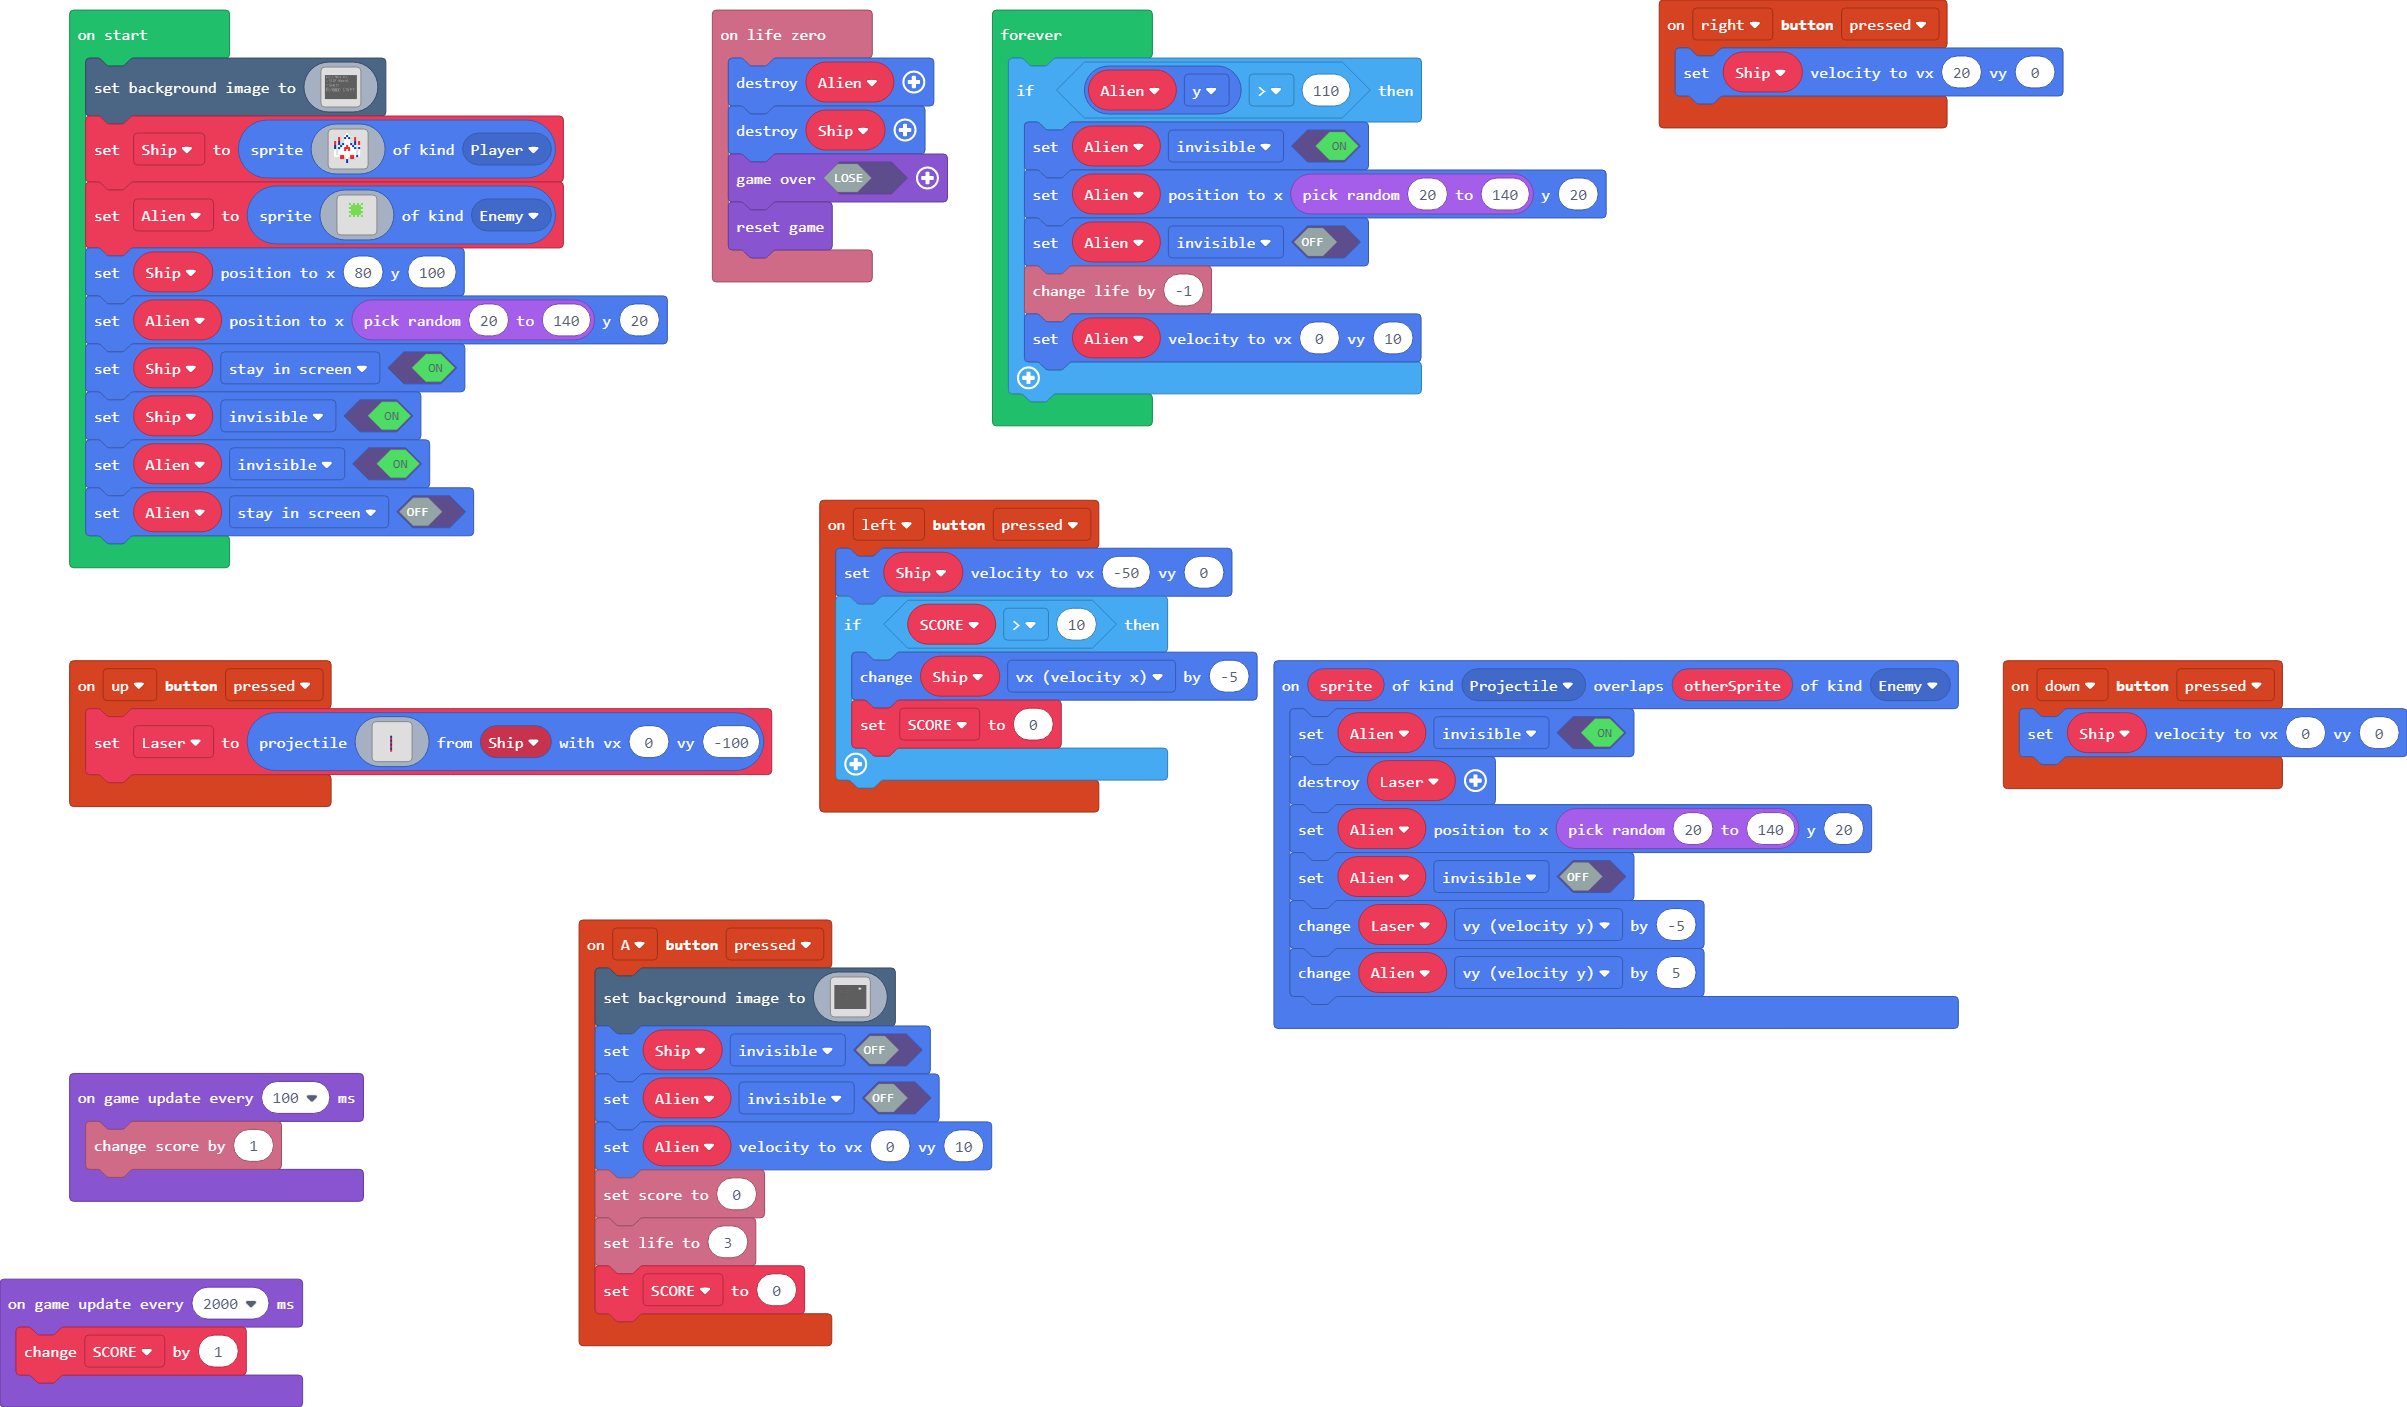 on start
set background image to
set Ship to sprite of kind Player
set Alien to sprite of kind Enemy
set Ship position to x 80 y 100
set Alien position to x pick random 20 to 140 y 20
set Ship stay in screen ON
set Ship invisible ON
set Alien invisible ON
set Alien stay in screen OFF
on life zero
destroy Alien
destroy Ship
game over LOSE
reset game
forever
if Alien y > 110 then
set Alien invisible ON
set Alien position to x pick random 20 to 140 y 20
set Alien invisible OFF
change life by -1
set Alien velocity to vx 0 vy 10
on right button pressed
set Ship velocity to vx 20 vy 0
on left button pressed
set Ship velocity to vx -50 vy 0
if SCORE > 10 then
change Ship vx (velocity x) by -5
set SCORE to 0
on up button pressed
set Laser to projectile from Ship with vx 0 vy -100
on sprite of kind Projectile overlaps otherSprite of kind Enemy
set Alien invisible ON
destroy Laser
set Alien position to x pick random 20 to 140 y 20
set Alien invisible OFF
change Laser vy (velocity y) by -5
change Alien vy (velocity y) by 5
on down button pressed
set Ship velocity to vx 0 vy 0
on A button pressed
set background image to
set Ship invisible OFF
set Alien invisible OFF
set Alien velocity to vx 0 vy 10
set score to 0
set life to 3
set SCORE to 0
on game update every 100 ms
change score by 1
on game update every 2000 ms
change SCORE by 1